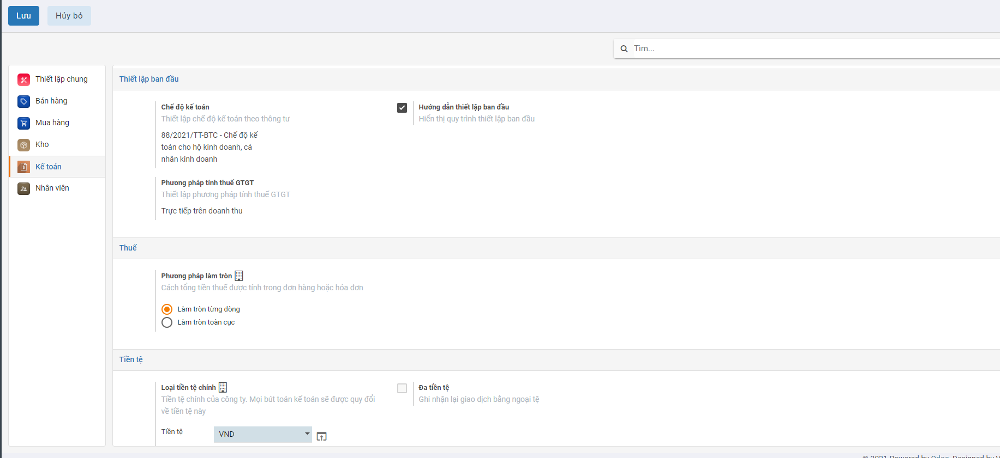 Lưu Hủy bỏ
Tìm...
Thiết lập chung
Bán hàng
Mua hàng
Kho
Kế toán
Nhân viên
Thiết lập ban đầu
Chế độ kế toán
Thiết lập chế độ kế toán theo thông tư
88/2021/TT-BTC - Chế độ kế
toán cho hộ kinh doanh, cá
nhân kinh doanh
Hướng dẫn thiết lập ban đầu
Hiển thị quy trình thiết lập ban đầu
Phương pháp tính thuế GTGT
Thiết lập phương pháp tính thuế GTGT
Trực tiếp trên doanh thu
Thuế
Phương pháp làm tròn
Cách tổng tiền thuế được tính trong đơn hàng hoặc hóa đơn
Làm tròn từng dòng
Làm tròn toàn cục
Tiền tệ
Loại tiền tệ chính
Tiền tệ chính của công ty. Mọi bút toán kế toán sẽ được quy đổi
về tiền tệ này
Tiền tệ VND
Đa tiền tệ
Ghi nhận lại giao dịch bằng ngoại tệ
© 2021 Powered by Odoo. Designed by